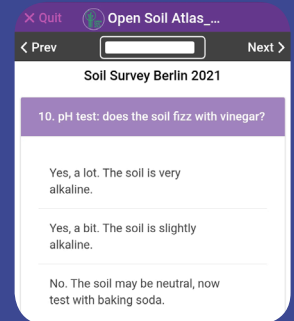 × Quit Open Soil Atlas_...
< Prev Next >
Soil Survey Berlin 2021
10. pH test: does the soil fizz with vinegar?
Yes, a lot. The soil is very
alkaline.
Yes, a bit. The soil is slightly
alkaline.
No. The soil may be neutral, now
test with baking soda.